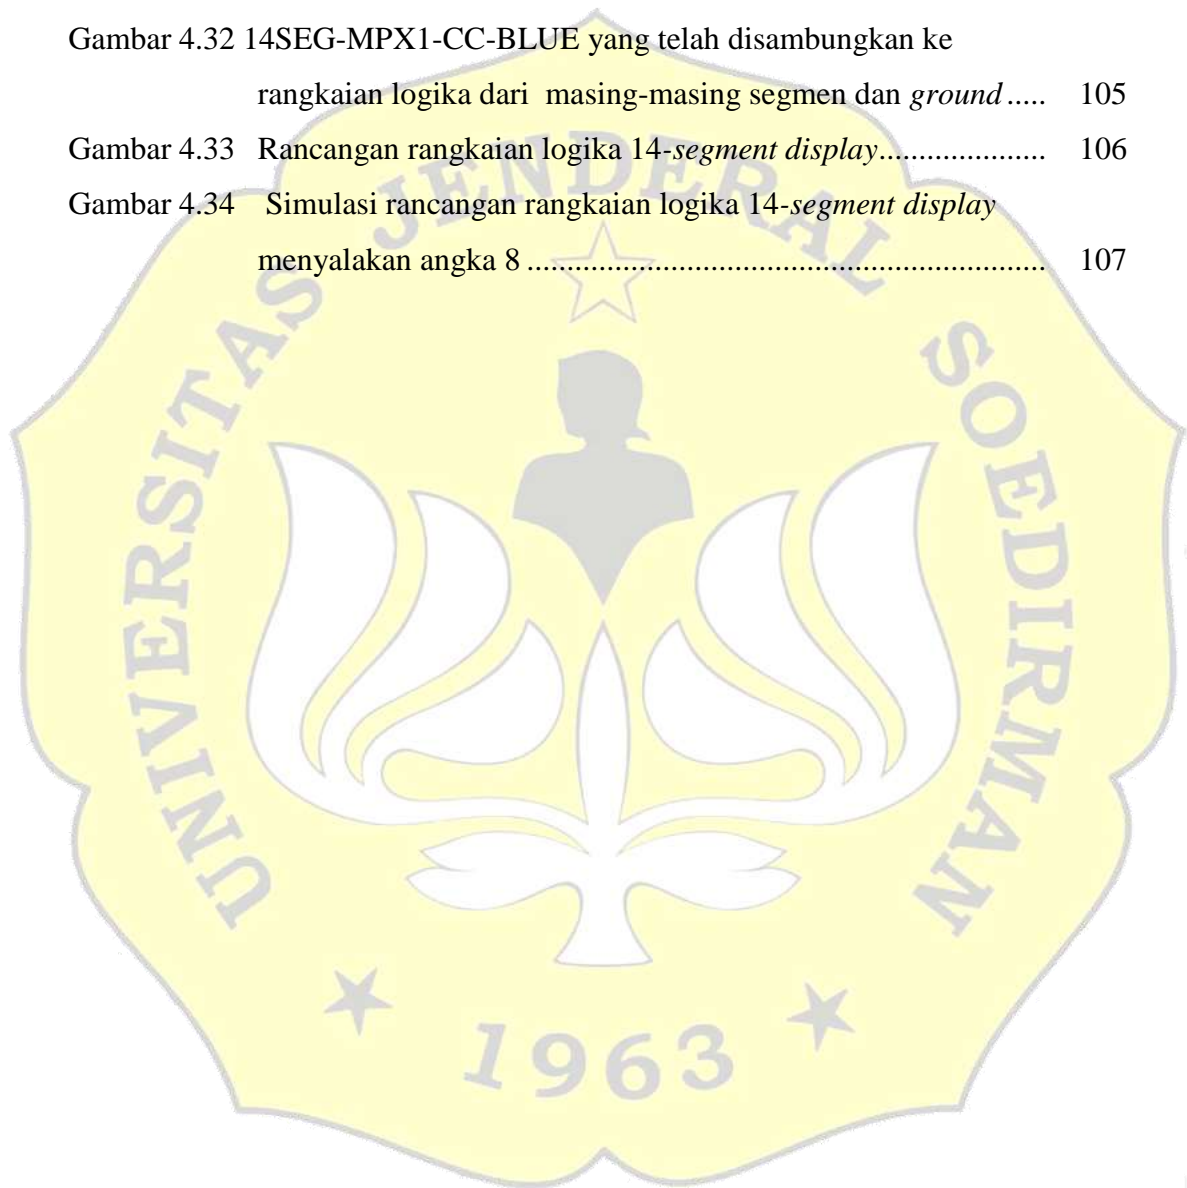 Gambar 4.32 14SEG-MPX1-CC-BLUE yang telah disambungkan ke
rangkaian logika dari masing-masing segmen dan ground ..... 105
Gambar 4.33 Rancangan rangkaian logika 14-segment display..................... 106
Gambar 4.34 Simulasi rancangan rangkaian logika 14-segment display
menyalakan angka 8 ................................................................. 107
UNIVERSITAS JENDERAL SOEDIRMAN
1963